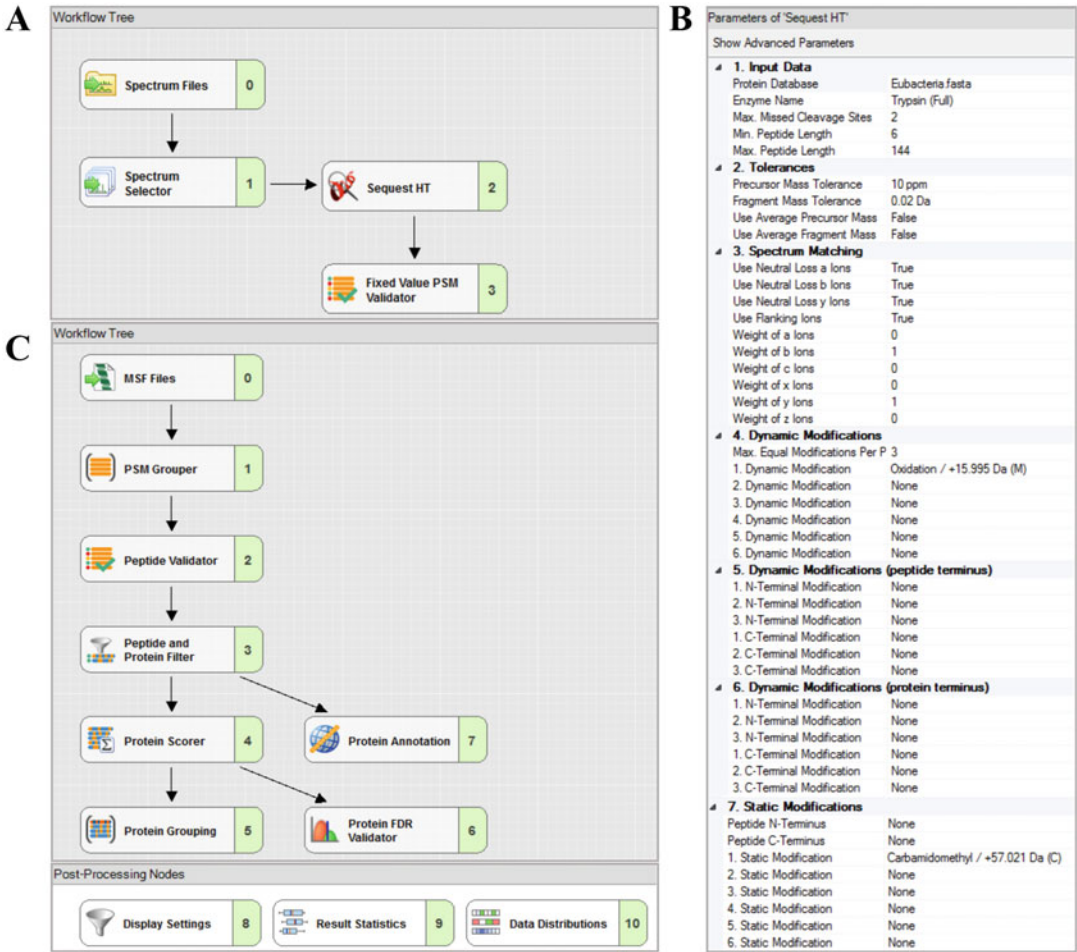 A
Workflow Tree
Spectrum Files 0
Spectrum
Selector
1
Sequest HT 2
Fixed Value PSM
Validator
3
B
Parameters of 'Sequest HT'
Show Advanced Parameters
1. Input Data
Protein Database Eubacteria.fasta
Enzyme Name Trypsin (Full)
Max. Missed Cleavage Sites 2
Min. Peptide Length 6
Max. Peptide Length 144
2. Tolerances
Precursor Mass Tolerance 10 ppm
Fragment Mass Tolerance 0.02 Da
Use Average Precursor Mass False
Use Average Fragment Mass False
3. Spectrum Matching
Use Neutral Loss a Ions True
Use Neutral Loss b Ions True
Use Neutral Loss y Ions True
Use Flanking Ions True
Weight of a Ions 0
Weight of b Ions 1
Weight of c Ions 0
Weight of x Ions 0
Weight of y Ions 1
Weight of z Ions 0
4. Dynamic Modifications
Max. Equal Modifications Per P 3
1. Dynamic Modification Oxidation / +15.995 Da (M)
2. Dynamic Modification None
3. Dynamic Modification None
4. Dynamic Modification None
5. Dynamic Modification None
6. Dynamic Modification None
5. Dynamic Modifications (peptide terminus)
1. N-Terminal Modification None
2. N-Terminal Modification None
3. N-Terminal Modification None
1. C-Terminal Modification None
2. C-Terminal Modification None
3. C-Terminal Modification None
6. Dynamic Modifications (protein terminus)
1. N-Terminal Modification None
2. N-Terminal Modification None
3. N-Terminal Modification None
1. C-Terminal Modification None
2. C-Terminal Modification None
3. C-Terminal Modification None
7. Static Modifications
Peptide N-Terminus None
Peptide C-Terminus None
1. Static Modification Carbamidomethyl / +57.021 Da (C)
2. Static Modification None
3. Static Modification None
4. Static Modification None
5. Static Modification None
6. Static Modification None
C
Workflow Tree
MSF Files 0
PSM Grouper 1
Peptide Validator 2
Peptide and
Protein Filter
3
Protein Scorer 4
Protein Annotation 7
Protein Grouping 5
Protein FDR
Validator
6
Post-Processing Nodes
Display Settings 8
Result Statistics 9
Data Distributions 10